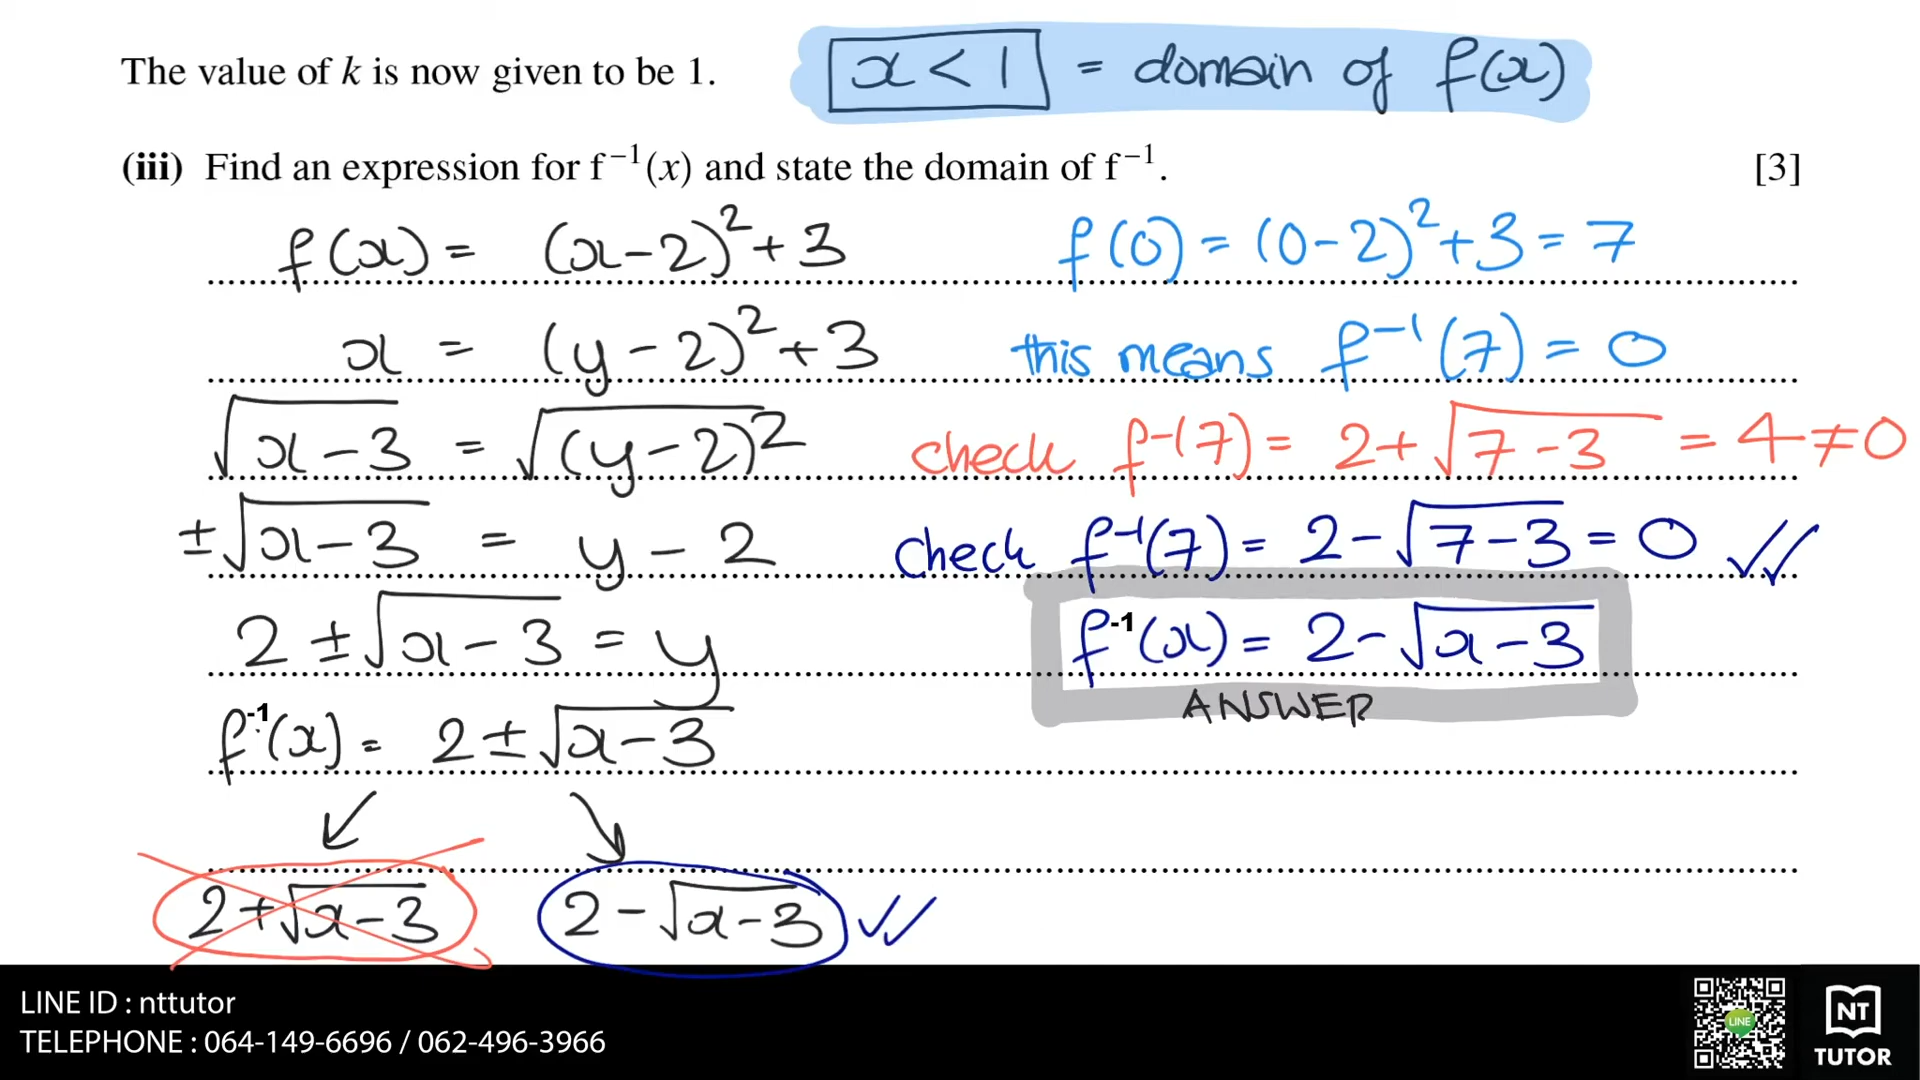 The value of k is now given to be 1.
x < 1 = domain of f(x)
(iii) Find an expression for f⁻¹(x) and state the domain of f⁻¹. [3]
f(x) = (x-2)² + 3
x = (y-2)² + 3
√(x-3) = √((y-2)²)
±√(x-3) = y - 2
2 ± √(x-3) = y
f⁻¹(x) = 2 ± √(x-3)
2 + √(x-3)
2 - √(x-3)
f(0) = (0-2)² + 3 = 7
this means f⁻¹(7) = 0
check f⁻¹(7) = 2 + √(7-3) = 4 ≠ 0
check f⁻¹(7) = 2 - √(7-3) = 0
f⁻¹(x) = 2 - √(x-3)
ANSWER
LINE ID : nttutor
TELEPHONE : 064-149-6696 / 062-496-3966
LINE
NT
TUTOR